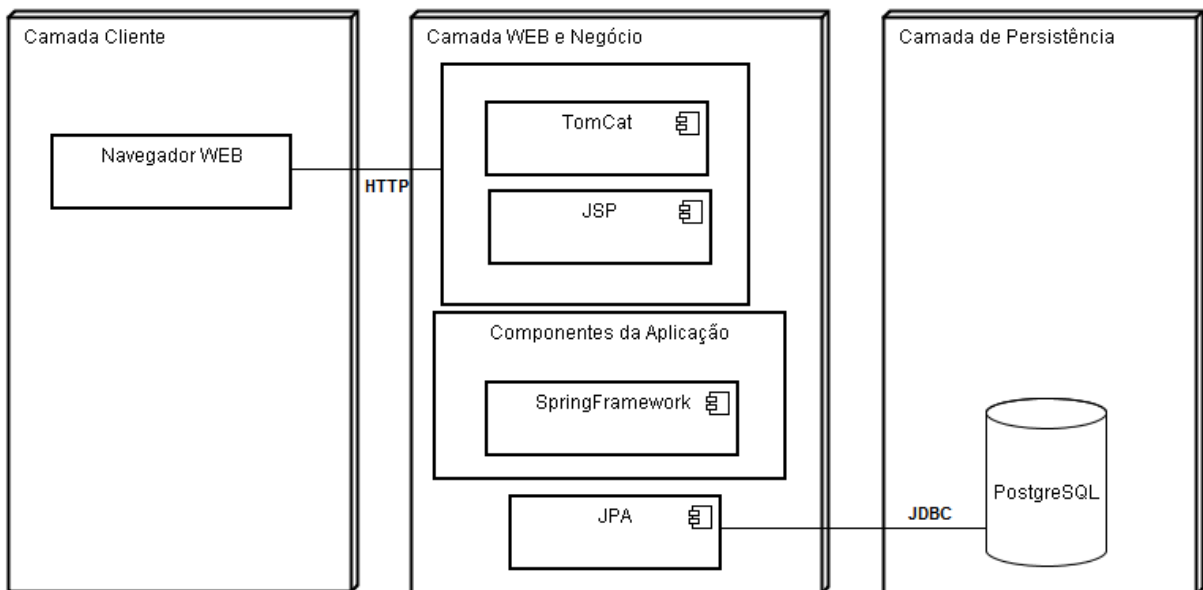 Camada Cliente
Navegador WEB
HTTP
Camada WEB e Negócio
TomCat
JSP
Componentes da Aplicação
SpringFramework
JPA
JDBC
Camada de Persistência
PostgreSQL